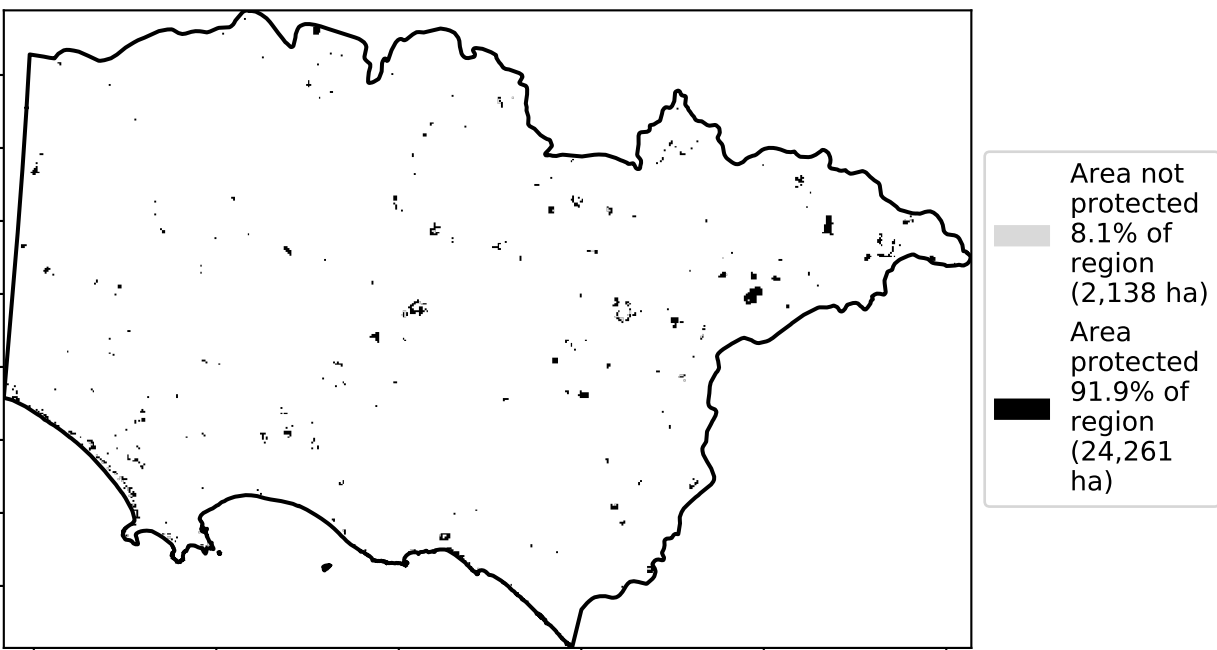 Area not
protected
8.1% of
region
(2,138 ha)
Area
protected
91.9% of
region
(24,261
ha)